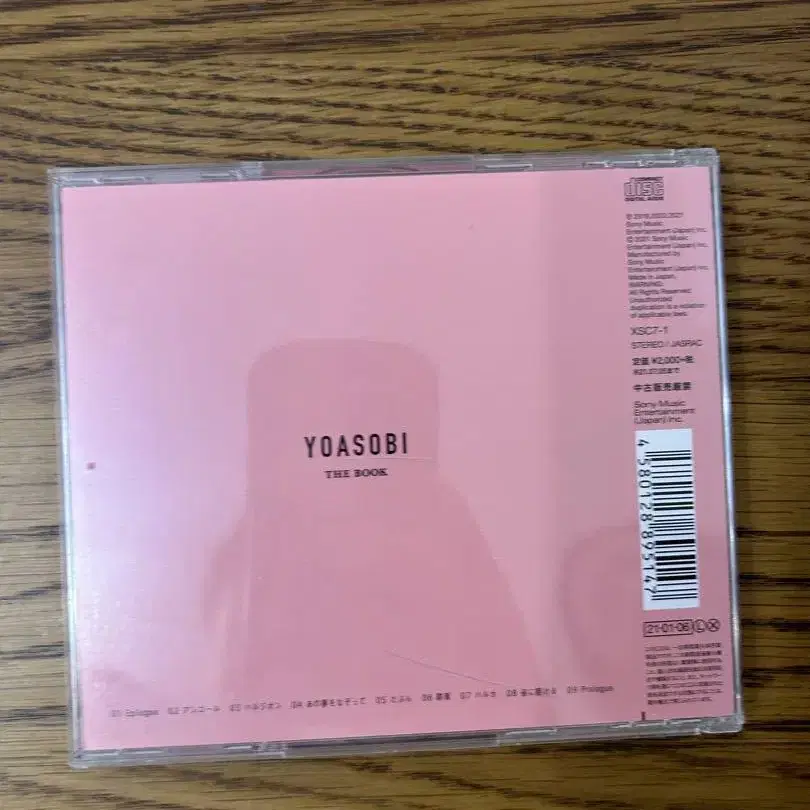 COMPACT
disc
DIGITAL AUDIO
Sony Music
Entertainment (Japan) Inc.
Ⓒ 2021 Sony Music
Entertainment (Japan) Inc.
Manufactured by
Sony Music
Entertainment (Japan) Inc.
Made in Japan.
WARNING:
All Rights Reserved.
Unauthorized
duplication is a violation
of applicable laws.
XSC7-1
STEREO / JASRAC
定価 ¥2,000+税
中古販売厳禁
Sony Music
Entertainment
(Japan) Inc.
4 580128 895147
21-01-06 Ⓛ Ⓧ
YOASOBI
THE BOOK
01 Epilogue 02 アンコール 03 ハルジオン 04 あの夢をなぞって 05 たぶん 06 群青 07 ハルカ 08 夜に駆ける 09 Prologue